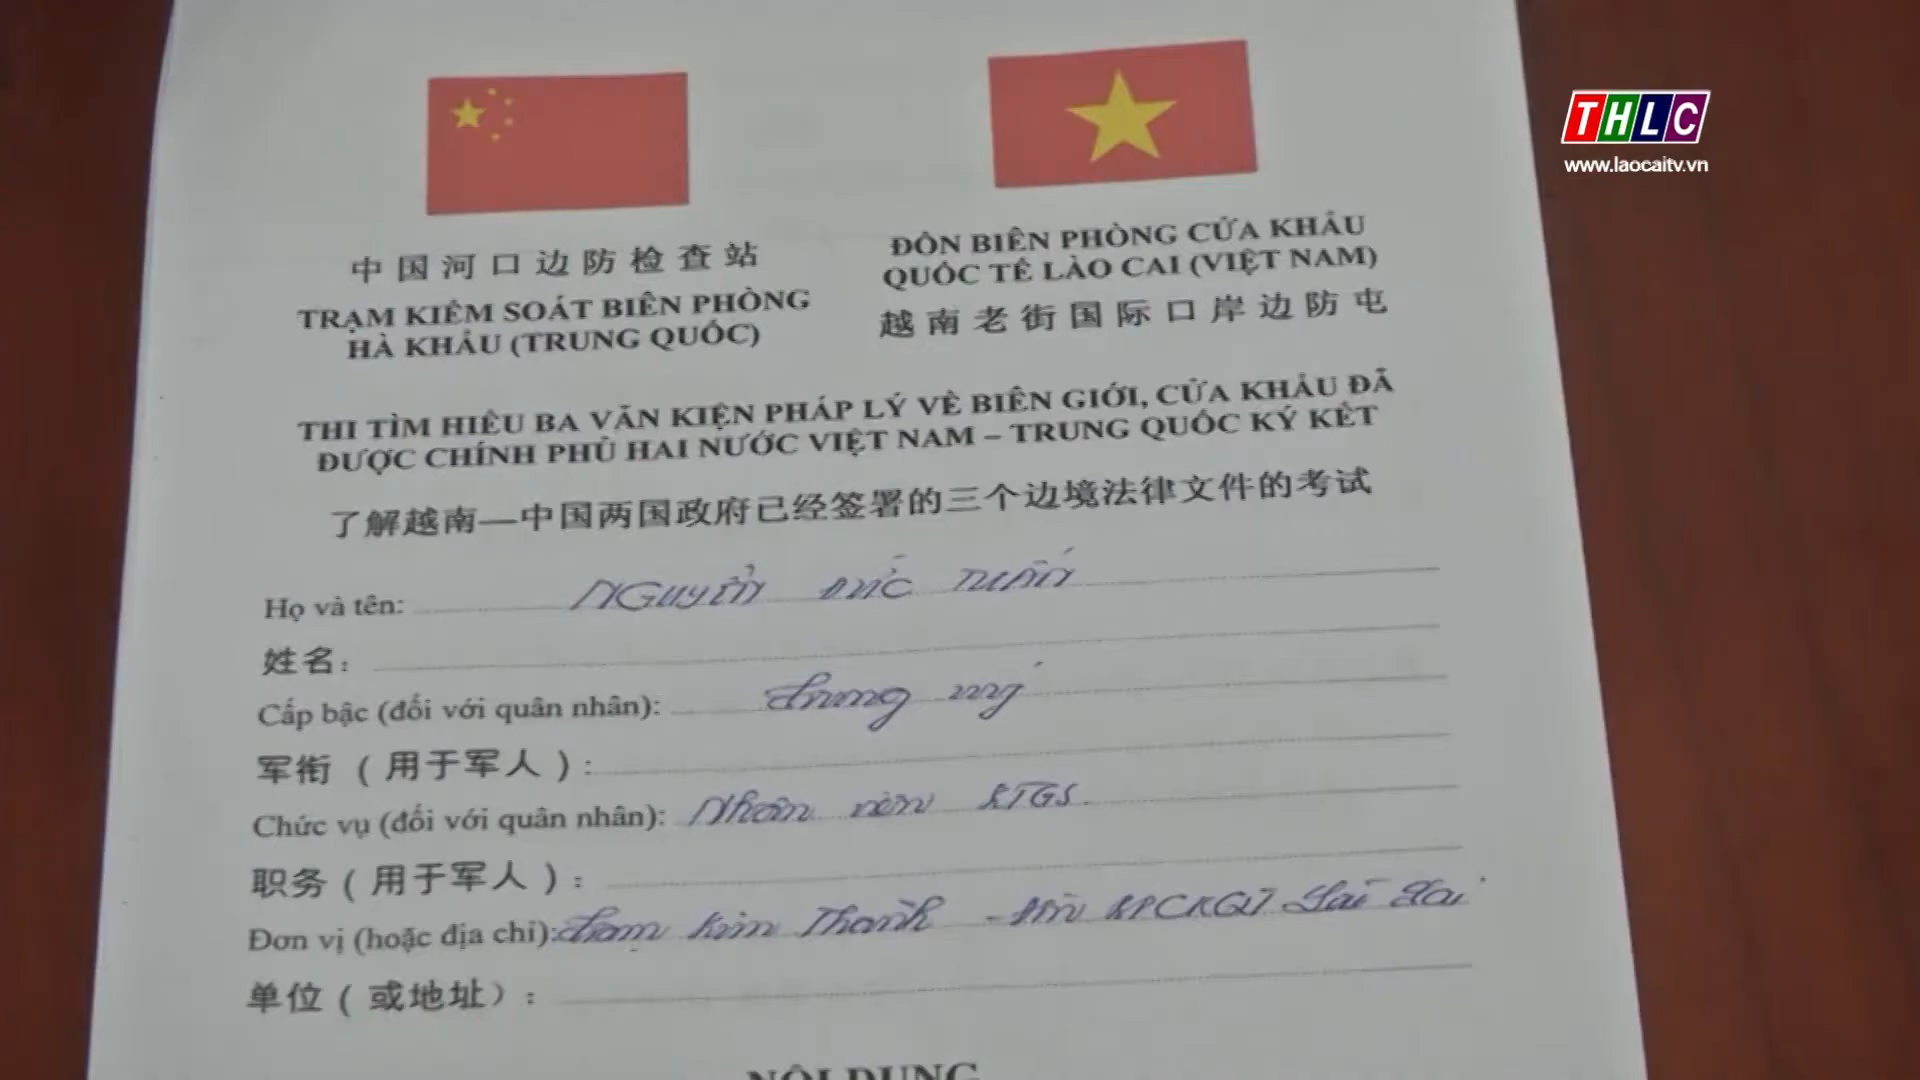 THLC
www.laocaitv.vn
中国河口边防检查站
TRẠM KIỂM SOÁT BIÊN PHÒNG
HÀ KHẨU (TRUNG QUỐC)
ĐỒN BIÊN PHÒNG CỬA KHẨU
QUỐC TẾ LÀO CAI (VIỆT NAM)
越南老街国际口岸边防屯
THI TÌM HIỂU BA VĂN KIỆN PHÁP LÝ VỀ BIÊN GIỚI, CỬA KHẨU ĐÃ
ĐƯỢC CHÍNH PHỦ HAI NƯỚC VIỆT NAM – TRUNG QUỐC KÝ KẾT
了解越南—中国两国政府已经签署的三个边境法律文件的考试
Họ và tên: Nguyễn Đức Tuấn
姓名：
Cấp bậc (đối với quân nhân): Trung uý
军衔（用于军人）：
Chức vụ (đối với quân nhân): Nhân viên KTGS
职务（用于军人）：
Đơn vị (hoặc địa chỉ): Trạm Kim Thành - Đồn BPCKQT Lào Cai
单位（或地址）：
NỘI DUNG